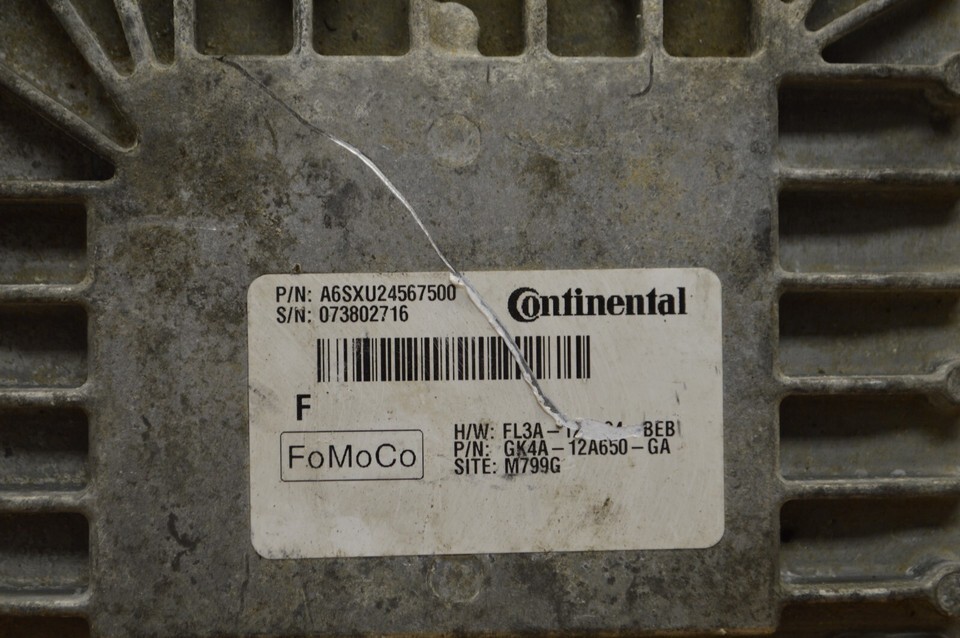 P/N: A6SXU24567500
S/N: 073802716
Continental
F
FoMoCo
H/W: FL3A- -BEB
P/N: GK4A-12A650-GA
SITE: M799G